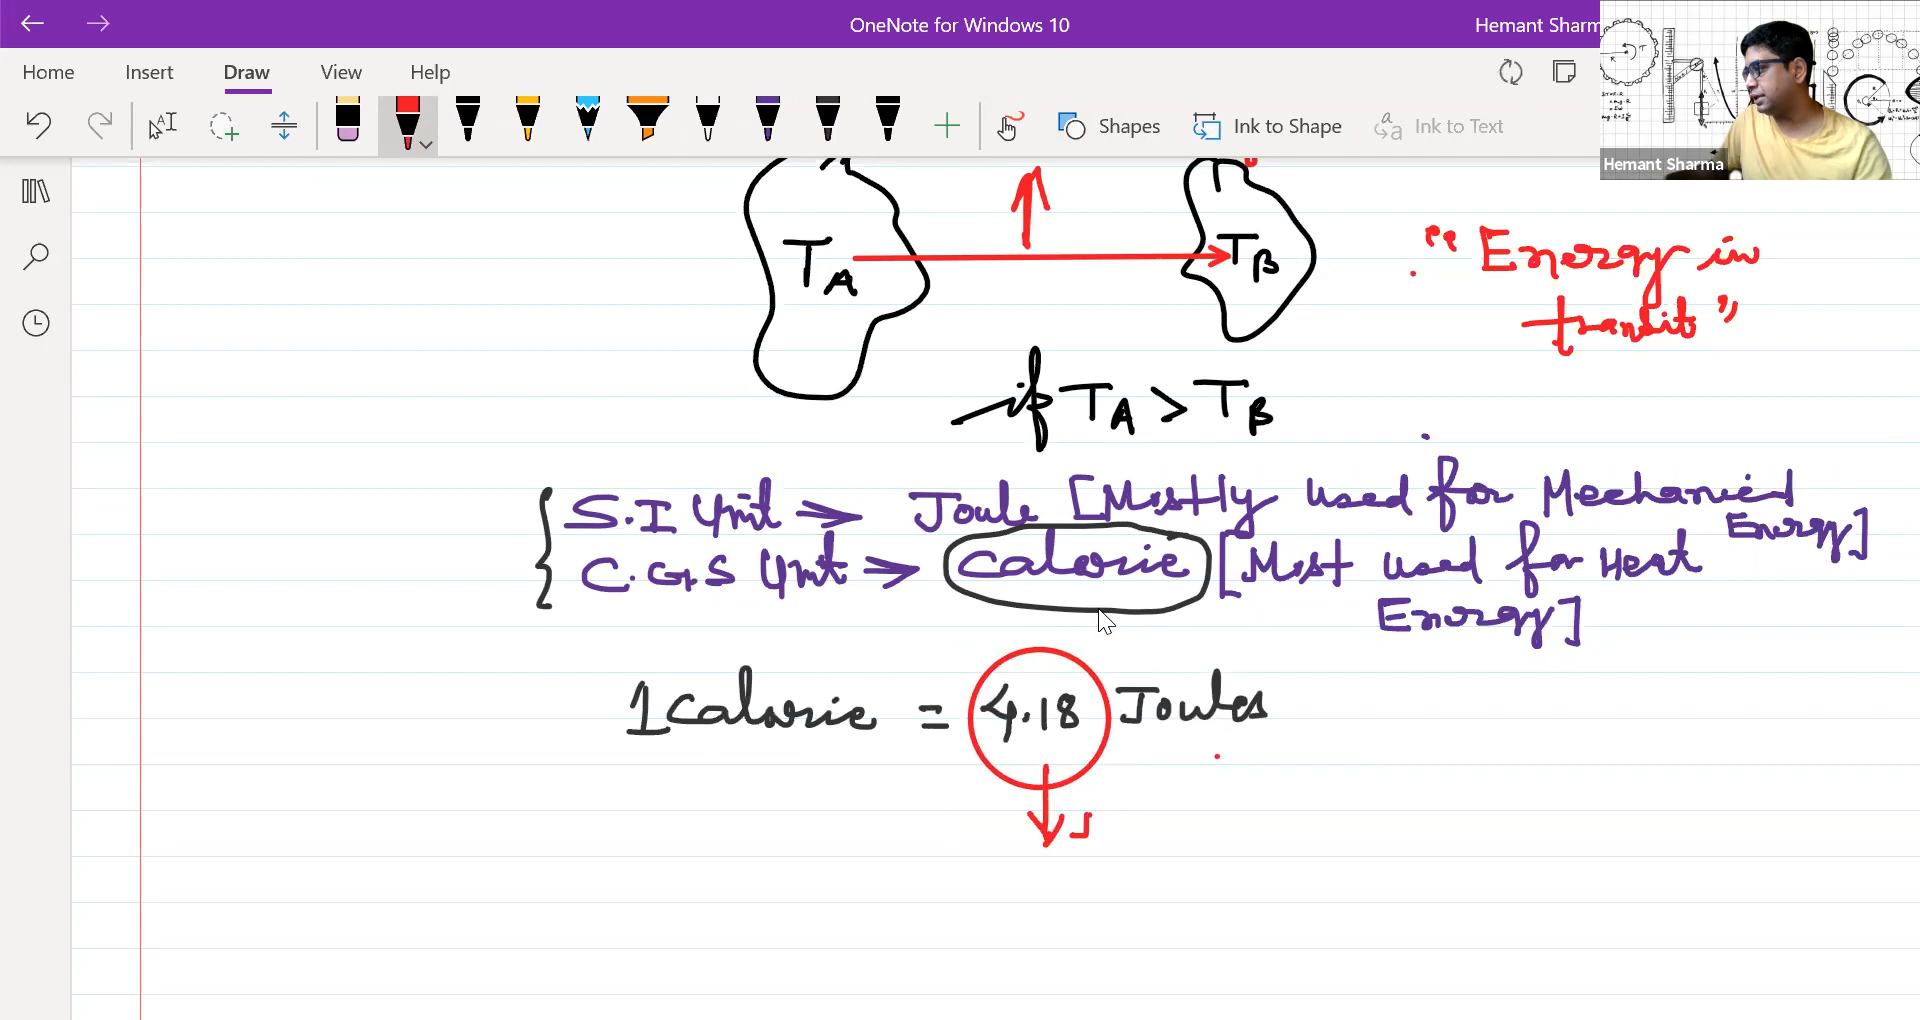 OneNote for Windows 10
Hemant Sharm
Home Insert Draw View Help
Shapes Ink to Shape Ink to Text
Hemant Sharma
TA TB
"Energy in
transit"
if TA > TB
S.I Unit ⇒ Joule [Mostly used for Mechanical
Energy]
C.G.S Unit ⇒ Calorie [Most used for Heat
Energy]
1 Calorie = 4.18 Joules
J